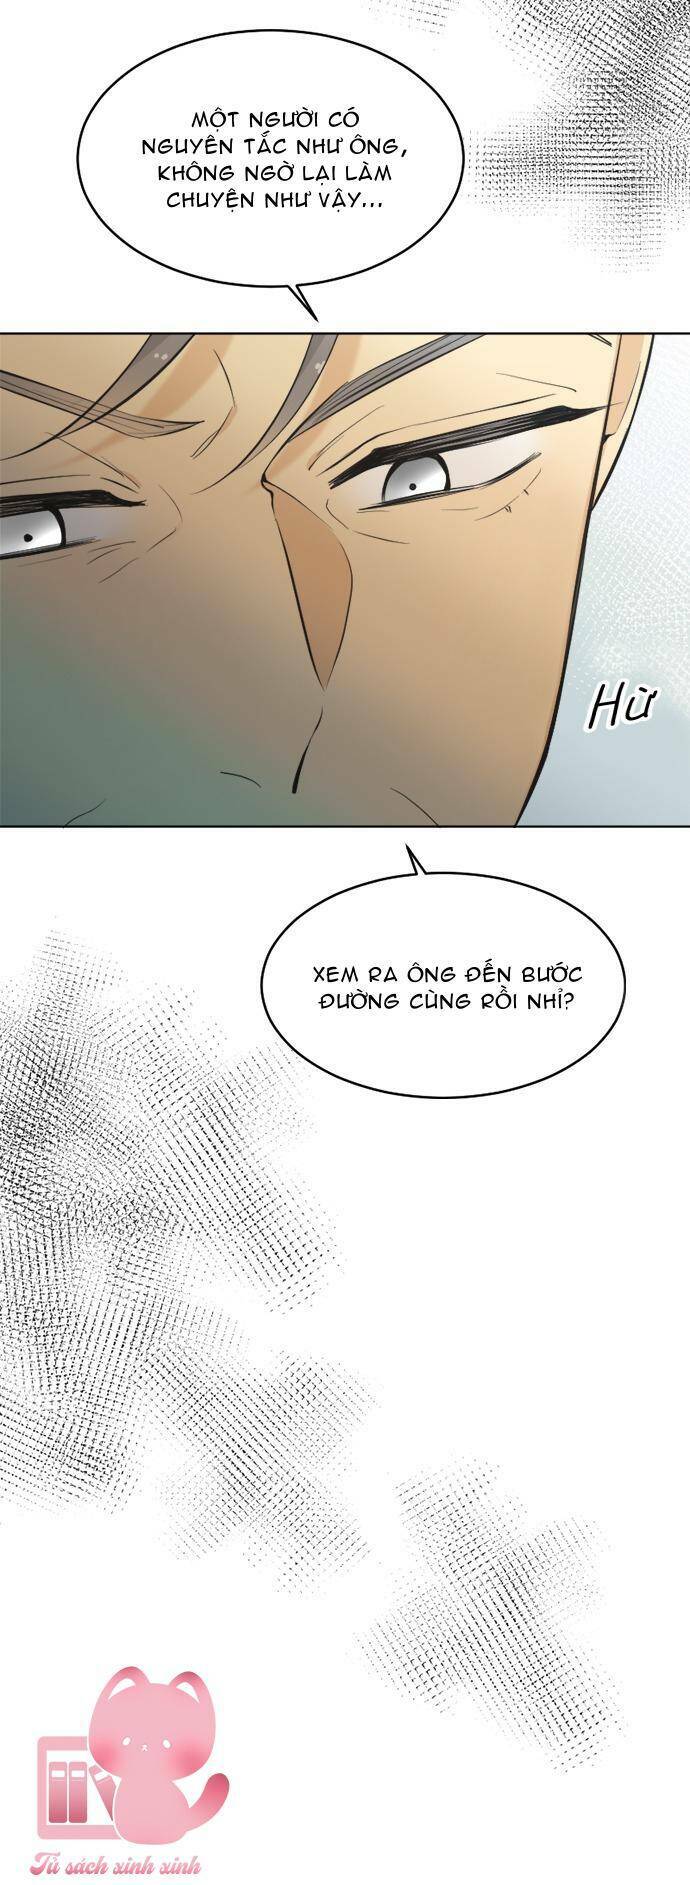 MỘT NGƯỜI CÓ
NGUYÊN TẮC NHƯ ÔNG,
KHÔNG NGỜ LẠI LÀM
CHUYỆN NHƯ VẬY...
HỪ
XEM RA ÔNG ĐẾN BƯỚC
ĐƯỜNG CÙNG RỒI NHỈ?
Tủ sách xinh xinh